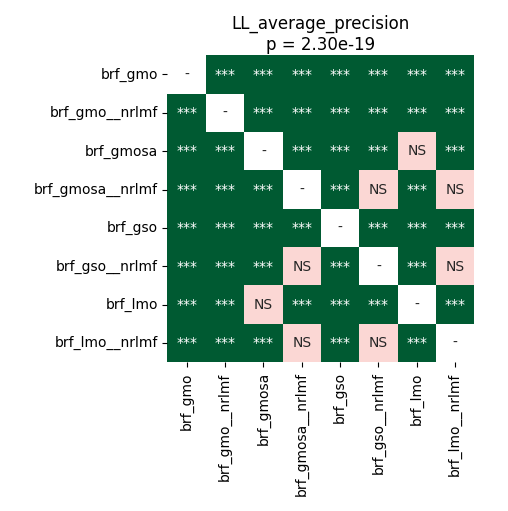 LL_average_precision
p = 2.30e-19
brf_gmo - *** *** *** *** *** *** ***
brf_gmo__nrlmf *** - *** *** *** *** *** ***
brf_gmosa *** *** - *** *** *** NS ***
brf_gmosa__nrlmf *** *** *** - *** NS *** NS
brf_gso *** *** *** *** - *** *** ***
brf_gso__nrlmf *** *** *** NS *** - *** NS
brf_lmo *** *** NS *** *** *** - ***
brf_lmo__nrlmf *** *** *** NS *** NS *** -
brf_gmo
brf_gmo__nrlmf
brf_gmosa
brf_gmosa__nrlmf
brf_gso
brf_gso__nrlmf
brf_lmo
brf_lmo__nrlmf